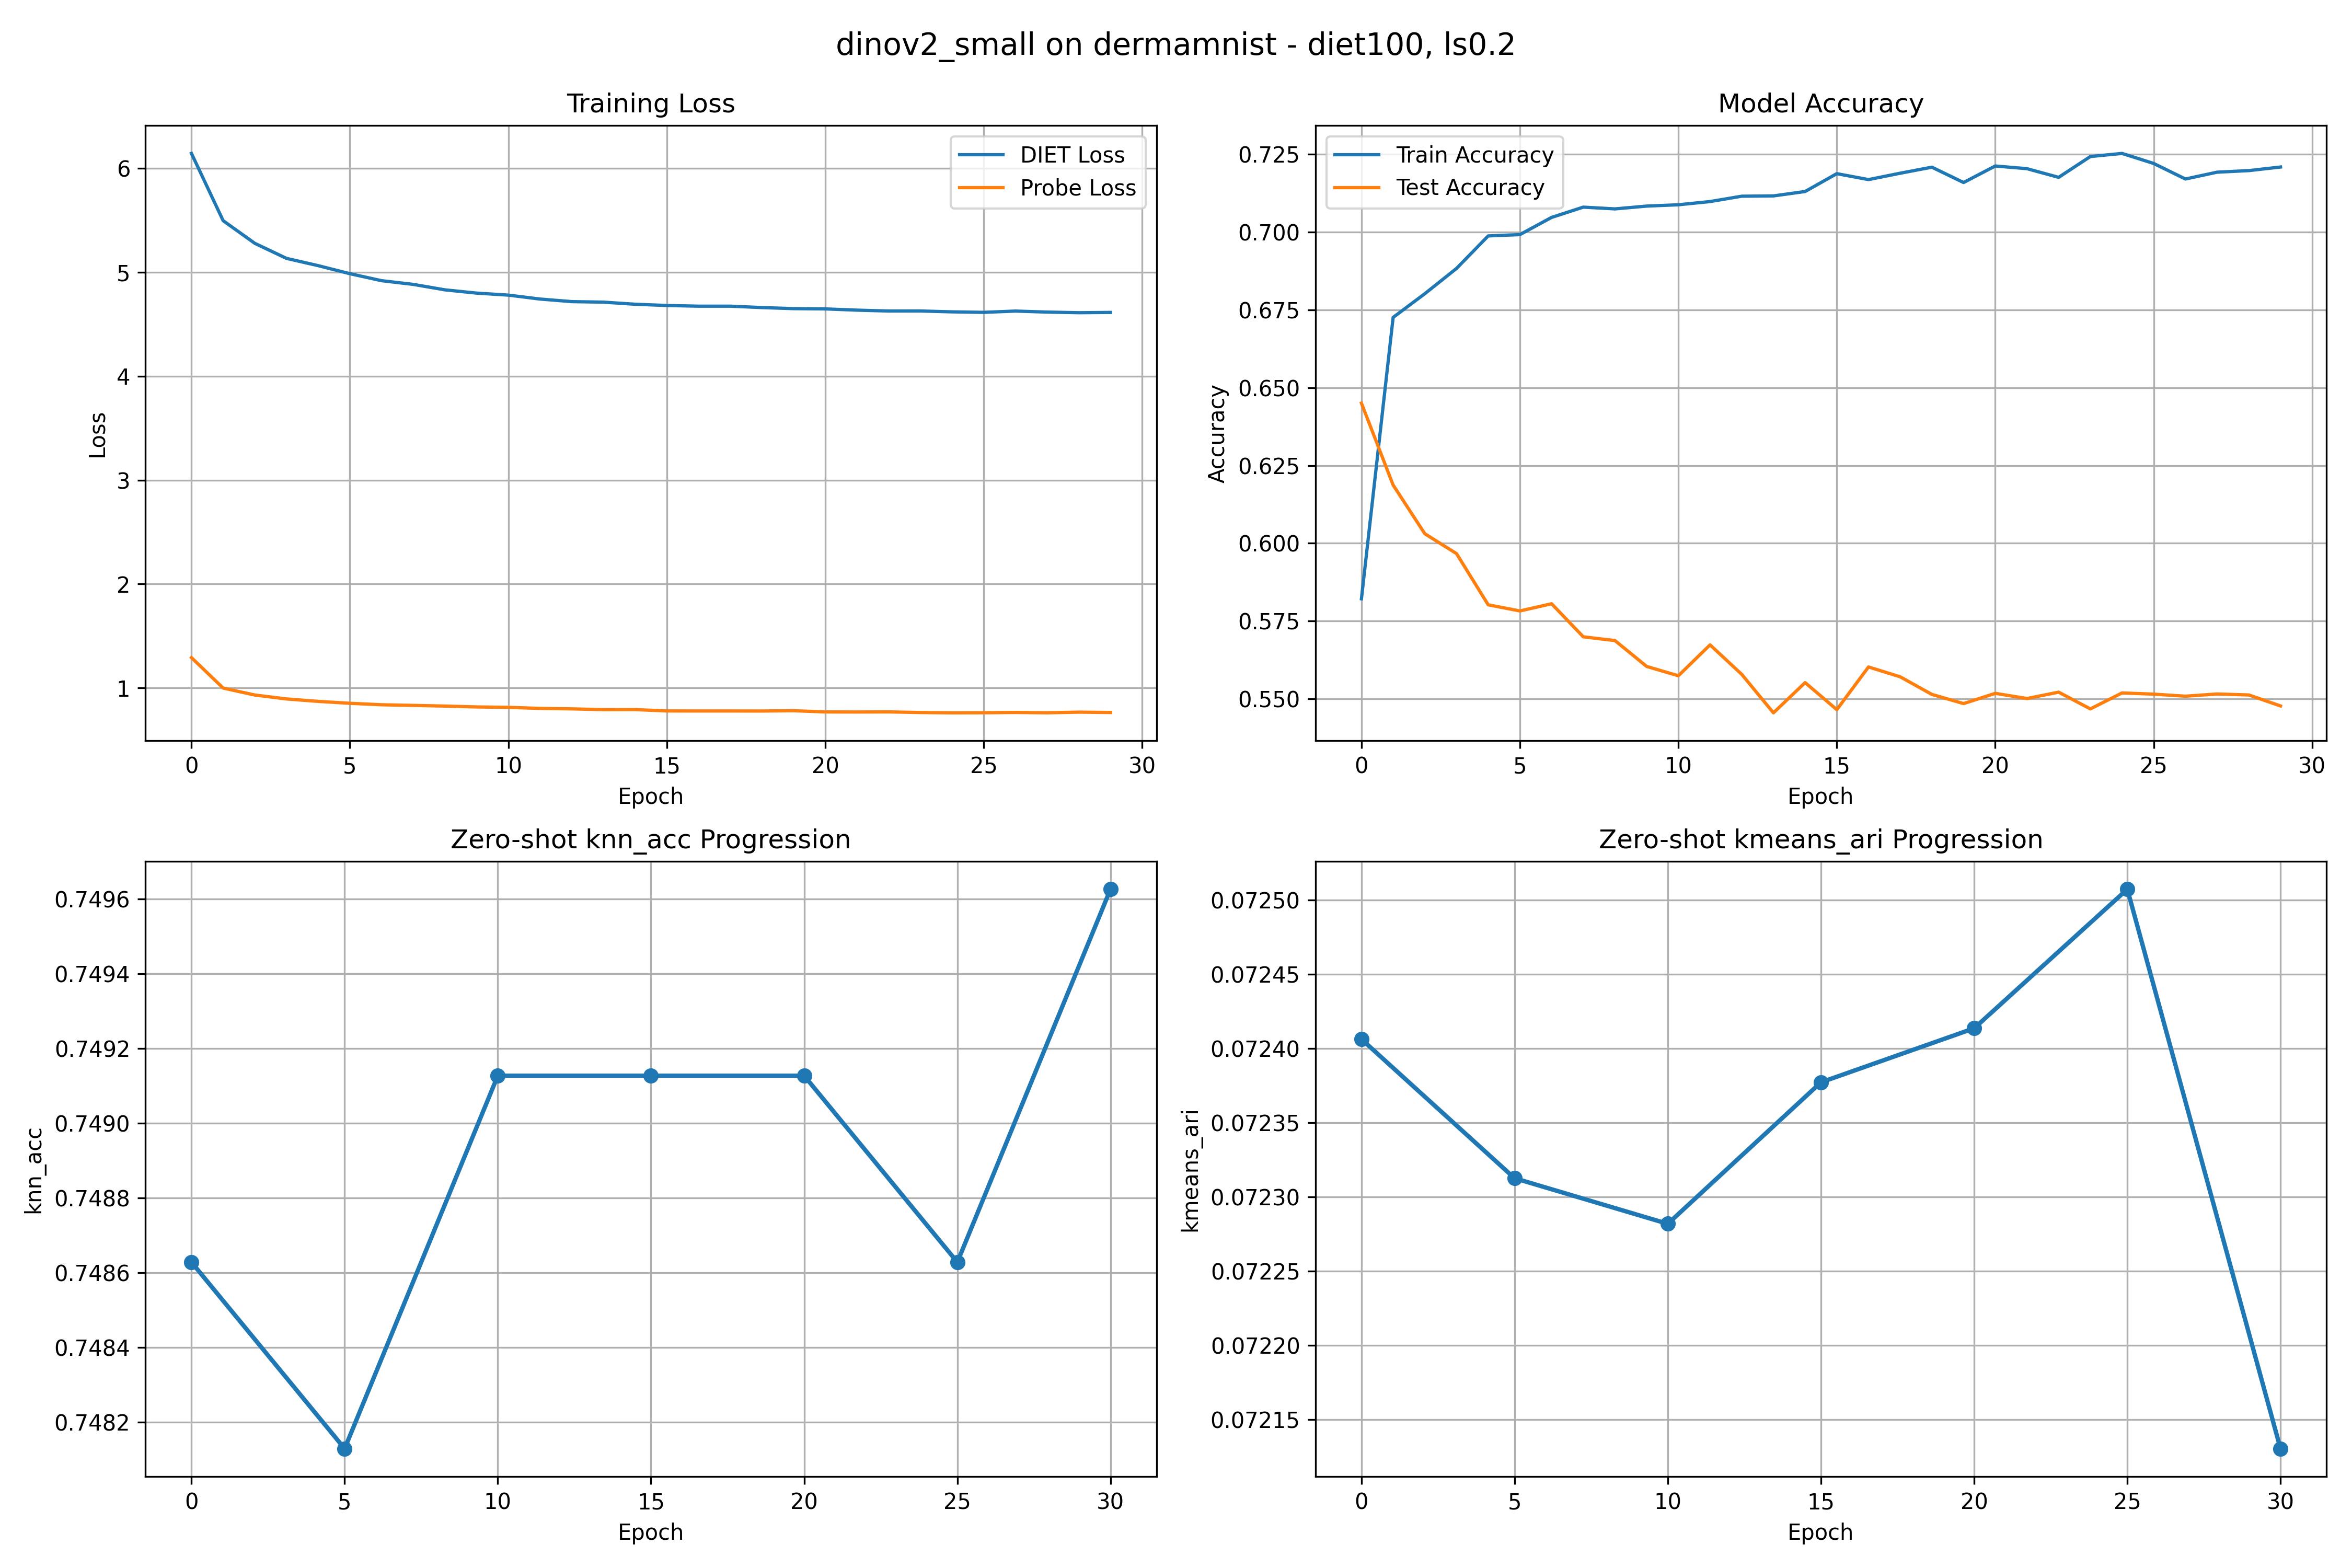 dinov2_small on dermamnist - diet100, ls0.2
Training Loss
DIET Loss
Probe Loss
6
5
4
3
2
1
Loss
0 5 10 15 20 25 30
Epoch
Model Accuracy
Train Accuracy
Test Accuracy
0.725
0.700
0.675
0.650
0.625
0.600
0.575
0.550
Accuracy
0 5 10 15 20 25 30
Epoch
Zero-shot knn_acc Progression
0.7496
0.7494
0.7492
0.7490
0.7488
0.7486
0.7484
0.7482
knn_acc
0 5 10 15 20 25 30
Epoch
Zero-shot kmeans_ari Progression
0.07250
0.07245
0.07240
0.07235
0.07230
0.07225
0.07220
0.07215
kmeans_ari
0 5 10 15 20 25 30
Epoch